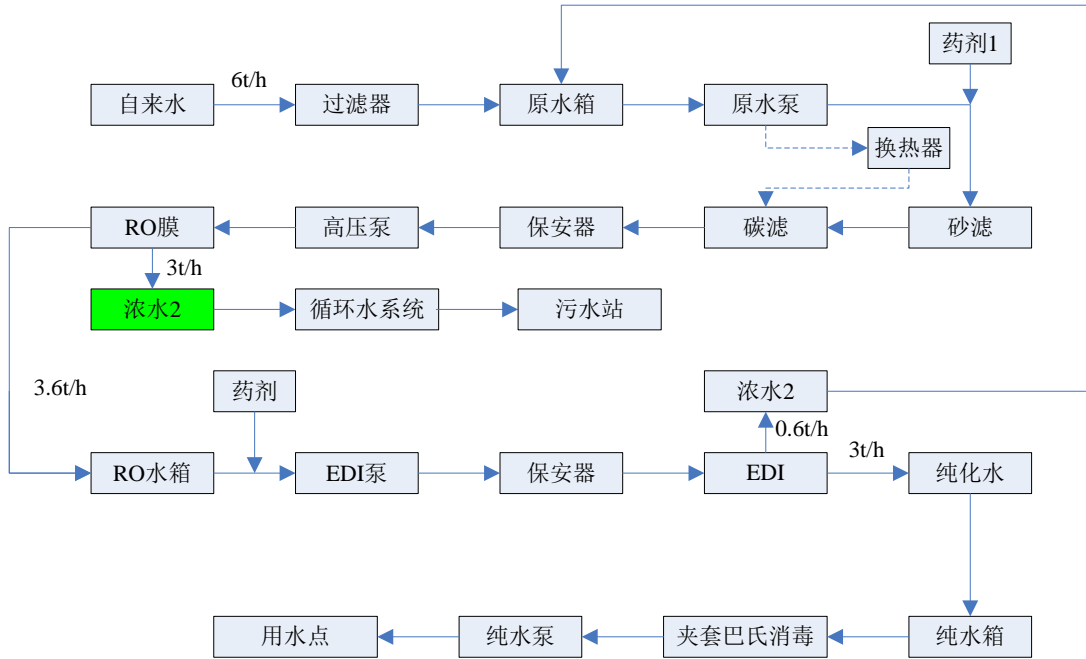 药剂1
6t/h
自来水
过滤器
原水箱
原水泵
换热器
RO膜
高压泵
保安器
碳滤
砂滤
3t/h
浓水2
循环水系统
污水站
3.6t/h
药剂
浓水2
0.6t/h
3t/h
RO水箱
EDI泵
保安器
EDI
纯化水
用水点
纯水泵
夹套巴氏消毒
纯水箱